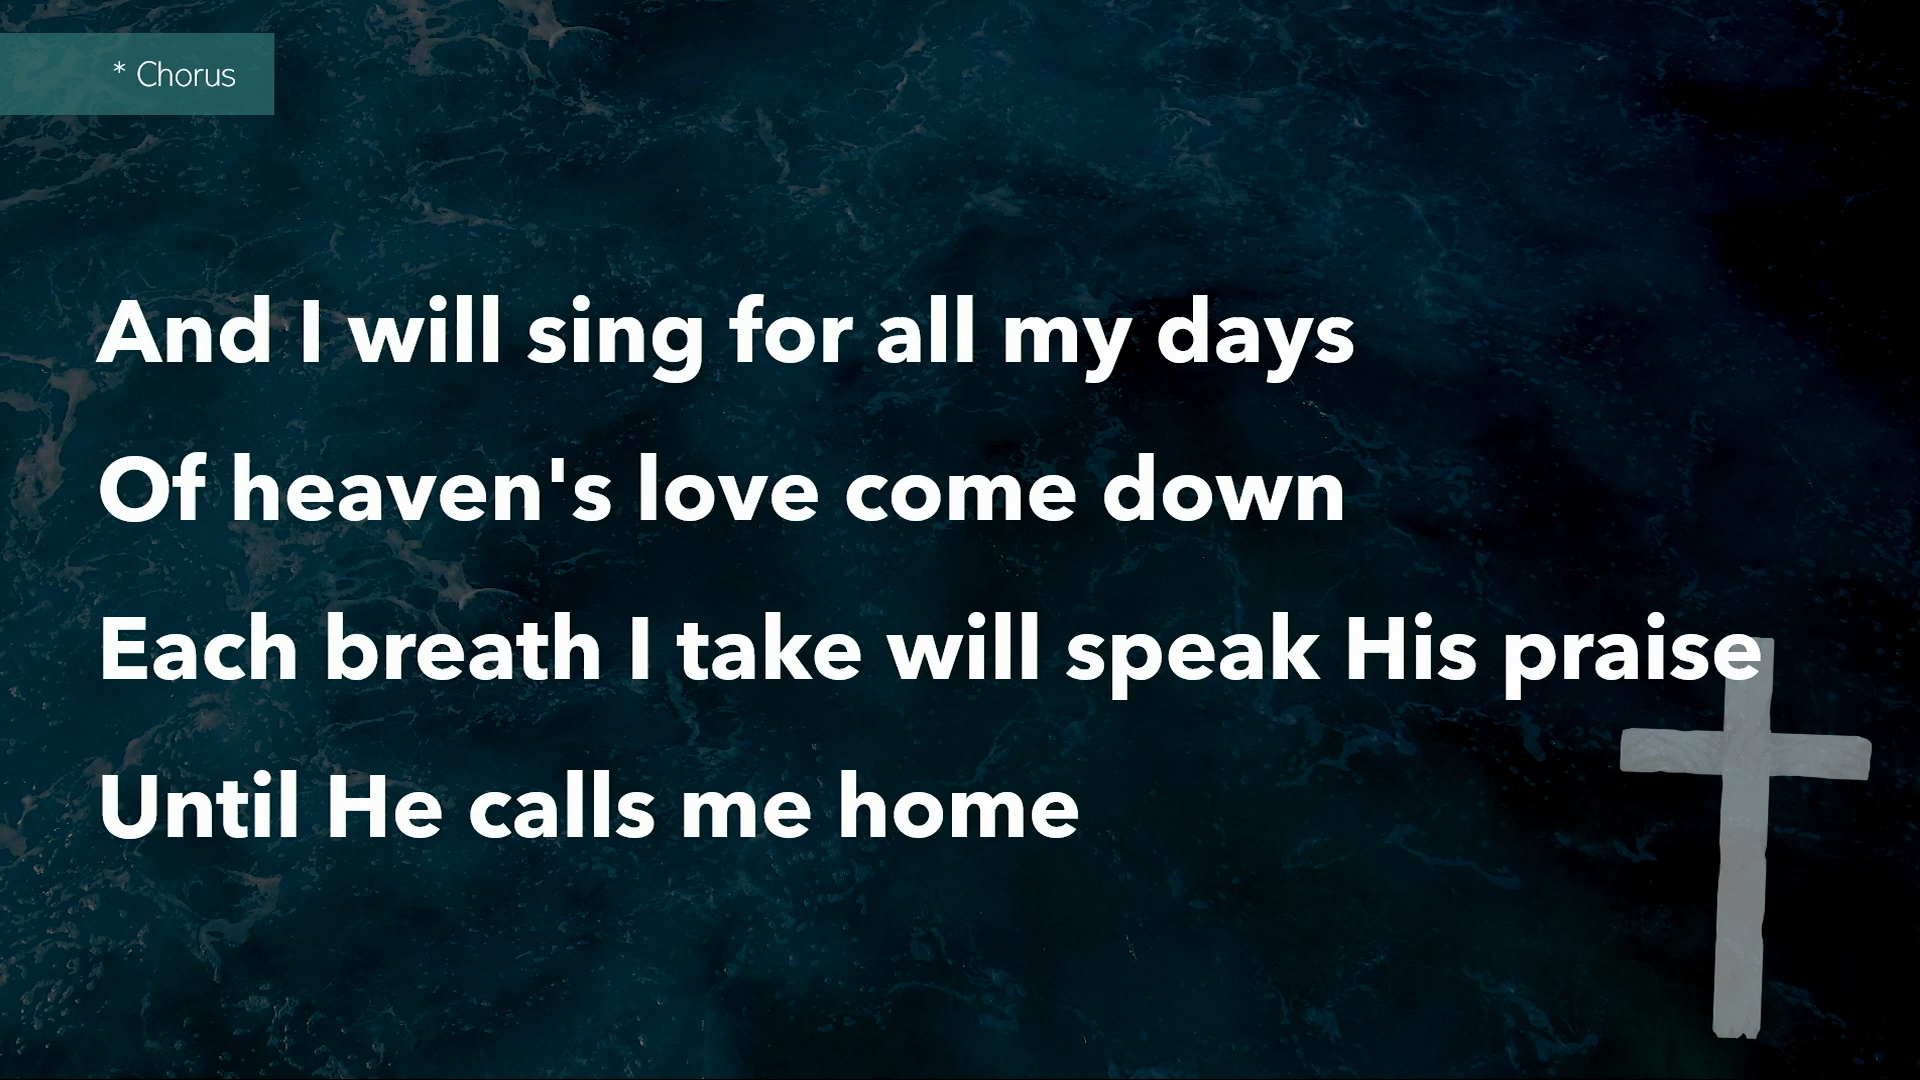 * Chorus
And I will sing for all my days
Of heaven's love come down
Each breath I take will speak His praise
Until He calls me home